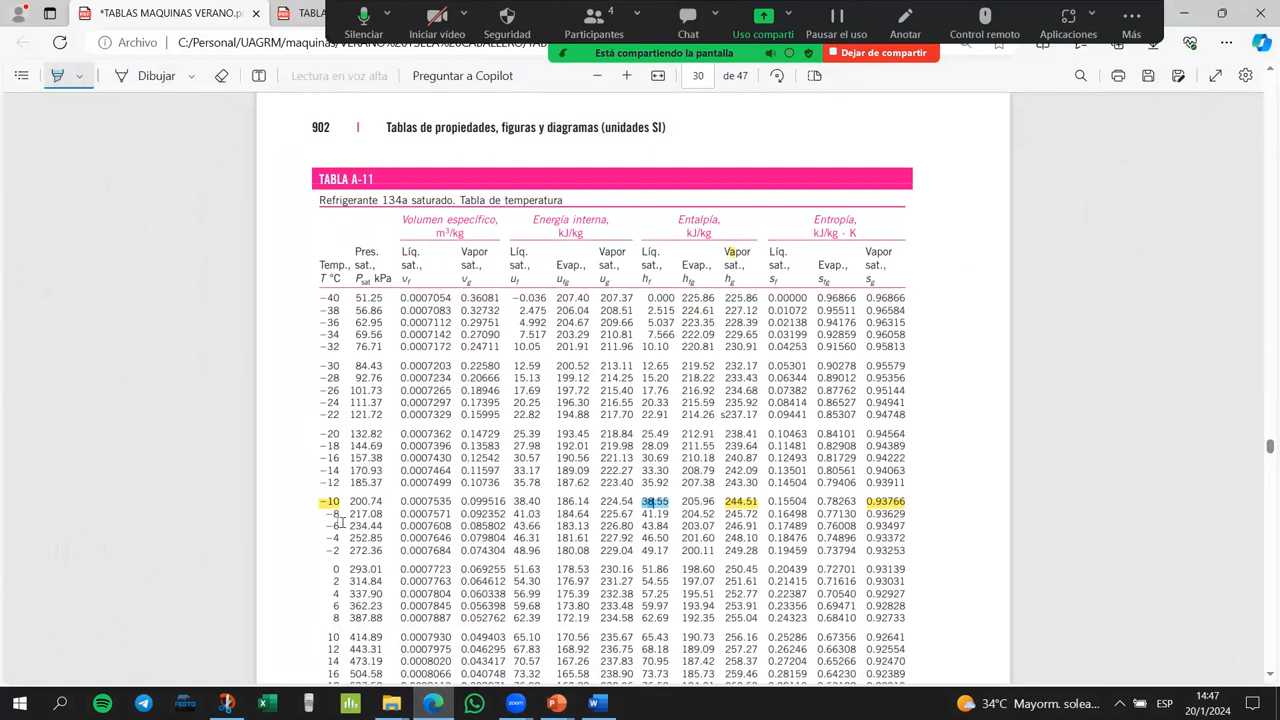 *TABLAS MAQUINAS VERANO.p
TABLA
Silenciar
Iniciar video
Seguridad
4
Participantes
Chat
Uso comparti
Pausar el uso
Anotar
Control remoto
Aplicaciones
Más
Archivo
C:/Personal/UAGRM/maquinas/
Está compartiendo la pantalla
Dejar de compartir
Dibujar
Lectura en voz alta
Preguntar a Copilot
30
de 47
902 | Tablas de propiedades, figuras y diagramas (unidades SI)
TABLA A-11
Refrigerante 134a saturado. Tabla de temperatura
Volumen específico, Energía interna, Entalpía, Entropía,
m³/kg kJ/kg kJ/kg kJ/kg · K
Pres. Líq. Vapor Líq. Vapor Líq. Vapor Líq. Vapor
Temp., sat., sat., sat., sat., Evap., sat., sat., Evap., sat., sat., Evap., sat.,
T °C Psat kPa vf vg uf ufg ug hf hfg hg sf sfg sg
−40 51.25 0.0007054 0.36081 −0.036 207.40 207.37 0.000 225.86 225.86 0.00000 0.96866 0.96866
−38 56.86 0.0007083 0.32732 2.475 206.04 208.51 2.515 224.61 227.12 0.01072 0.95511 0.96584
−36 62.95 0.0007112 0.29751 4.992 204.67 209.66 5.037 223.35 228.39 0.02138 0.94176 0.96315
−34 69.56 0.0007142 0.27090 7.517 203.29 210.81 7.566 222.09 229.65 0.03199 0.92859 0.96058
−32 76.71 0.0007172 0.24711 10.05 201.91 211.96 10.10 220.81 230.91 0.04253 0.91560 0.95813
−30 84.43 0.0007203 0.22580 12.59 200.52 213.11 12.65 219.52 232.17 0.05301 0.90278 0.95579
−28 92.76 0.0007234 0.20666 15.13 199.12 214.25 15.20 218.22 233.43 0.06344 0.89012 0.95356
−26 101.73 0.0007265 0.18946 17.69 197.72 215.40 17.76 216.92 234.68 0.07382 0.87762 0.95144
−24 111.37 0.0007297 0.17395 20.25 196.30 216.55 20.33 215.59 235.92 0.08414 0.86527 0.94941
−22 121.72 0.0007329 0.15995 22.82 194.88 217.70 22.91 214.26 s237.17 0.09441 0.85307 0.94748
−20 132.82 0.0007362 0.14729 25.39 193.45 218.84 25.49 212.91 238.41 0.10463 0.84101 0.94564
−18 144.69 0.0007396 0.13583 27.98 192.01 219.98 28.09 211.55 239.64 0.11481 0.82908 0.94389
−16 157.38 0.0007430 0.12542 30.57 190.56 221.13 30.69 210.18 240.87 0.12493 0.81729 0.94222
−14 170.93 0.0007464 0.11597 33.17 189.09 222.27 33.30 208.79 242.09 0.13501 0.80561 0.94063
−12 185.37 0.0007499 0.10736 35.78 187.62 223.40 35.92 207.38 243.30 0.14504 0.79406 0.93911
−10 200.74 0.0007535 0.099516 38.40 186.14 224.54 38.55 205.96 244.51 0.15504 0.78263 0.93766
−8 217.08 0.0007571 0.092352 41.03 184.64 225.67 41.19 204.52 245.72 0.16498 0.77130 0.93629
−6 234.44 0.0007608 0.085802 43.66 183.13 226.80 43.84 203.07 246.91 0.17489 0.76008 0.93497
−4 252.85 0.0007646 0.079804 46.31 181.61 227.92 46.50 201.60 248.10 0.18476 0.74896 0.93372
−2 272.36 0.0007684 0.074304 48.96 180.08 229.04 49.17 200.11 249.28 0.19459 0.73794 0.93253
0 293.01 0.0007723 0.069255 51.63 178.53 230.16 51.86 198.60 250.45 0.20439 0.72701 0.93139
2 314.84 0.0007763 0.064612 54.30 176.97 231.27 54.55 197.07 251.61 0.21415 0.71616 0.93031
4 337.90 0.0007804 0.060338 56.99 175.39 232.38 57.25 195.51 252.77 0.22387 0.70540 0.92927
6 362.23 0.0007845 0.056398 59.68 173.80 233.48 59.97 193.94 253.91 0.23356 0.69471 0.92828
8 387.88 0.0007887 0.052762 62.39 172.19 234.58 62.69 192.35 255.04 0.24323 0.68410 0.92733
10 414.89 0.0007930 0.049403 65.10 170.56 235.67 65.43 190.73 256.16 0.25286 0.67356 0.92641
12 443.31 0.0007975 0.046295 67.83 168.92 236.75 68.18 189.09 257.27 0.26246 0.66308 0.92554
14 473.19 0.0008020 0.043417 70.57 167.26 237.83 70.95 187.42 258.37 0.27204 0.65266 0.92470
16 504.58 0.0008066 0.040748 73.32 165.58 238.90 73.73 185.73 259.46 0.28159 0.64230 0.92389
FESTO
zoom
34°C Mayorm. solea...
ESP
14:47
20/1/2024